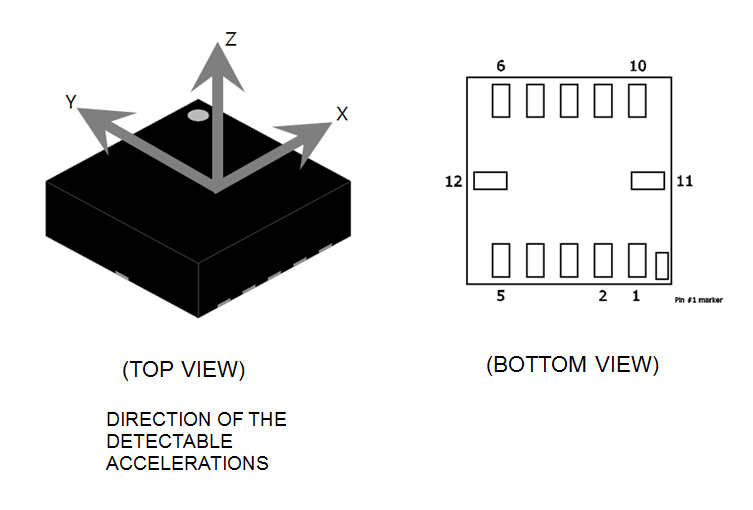 Z
Y
X
(TOP VIEW)
DIRECTION OF THE
DETECTABLE
ACCELERATIONS
6 10
12 11
5 2 1
Pin #1 marker
(BOTTOM VIEW)